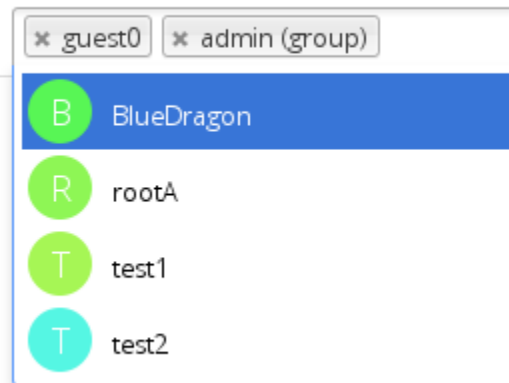 × guest0 × admin (group)
B BlueDragon
R rootA
T test1
T test2